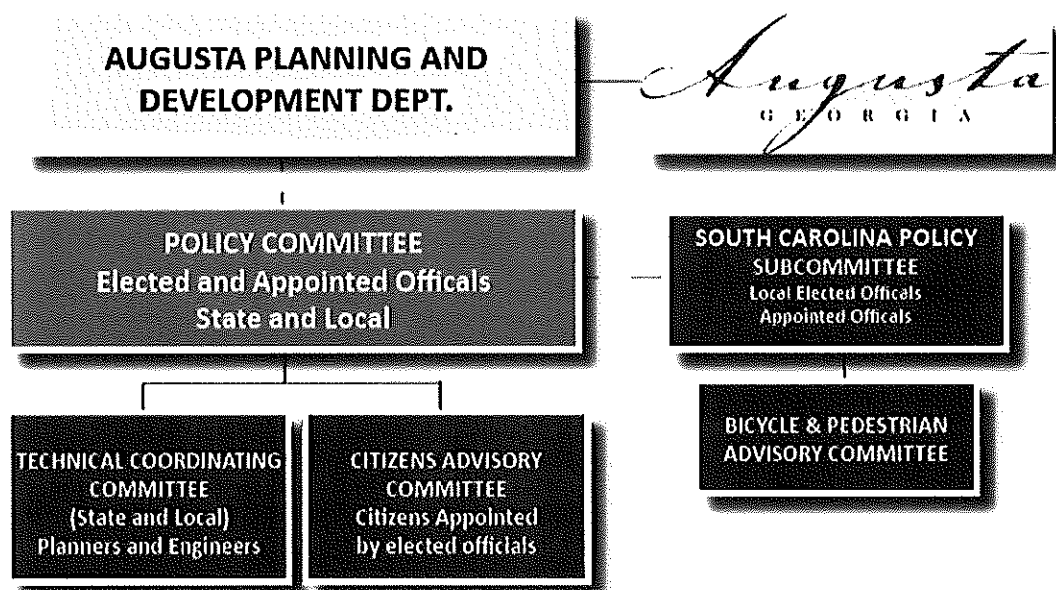 AUGUSTA PLANNING AND
DEVELOPMENT DEPT.
Augusta
GEORGIA
POLICY COMMITTEE
Elected and Appointed Officals
State and Local
SOUTH CAROLINA POLICY
SUBCOMMITTEE
Local Elected Officals
Appointed Officals
TECHNICAL COORDINATING
COMMITTEE
(State and Local)
Planners and Engineers
CITIZENS ADVISORY
COMMITTEE
Citizens Appointed
by elected officials
BICYCLE & PEDESTRIAN
ADVISORY COMMITTEE